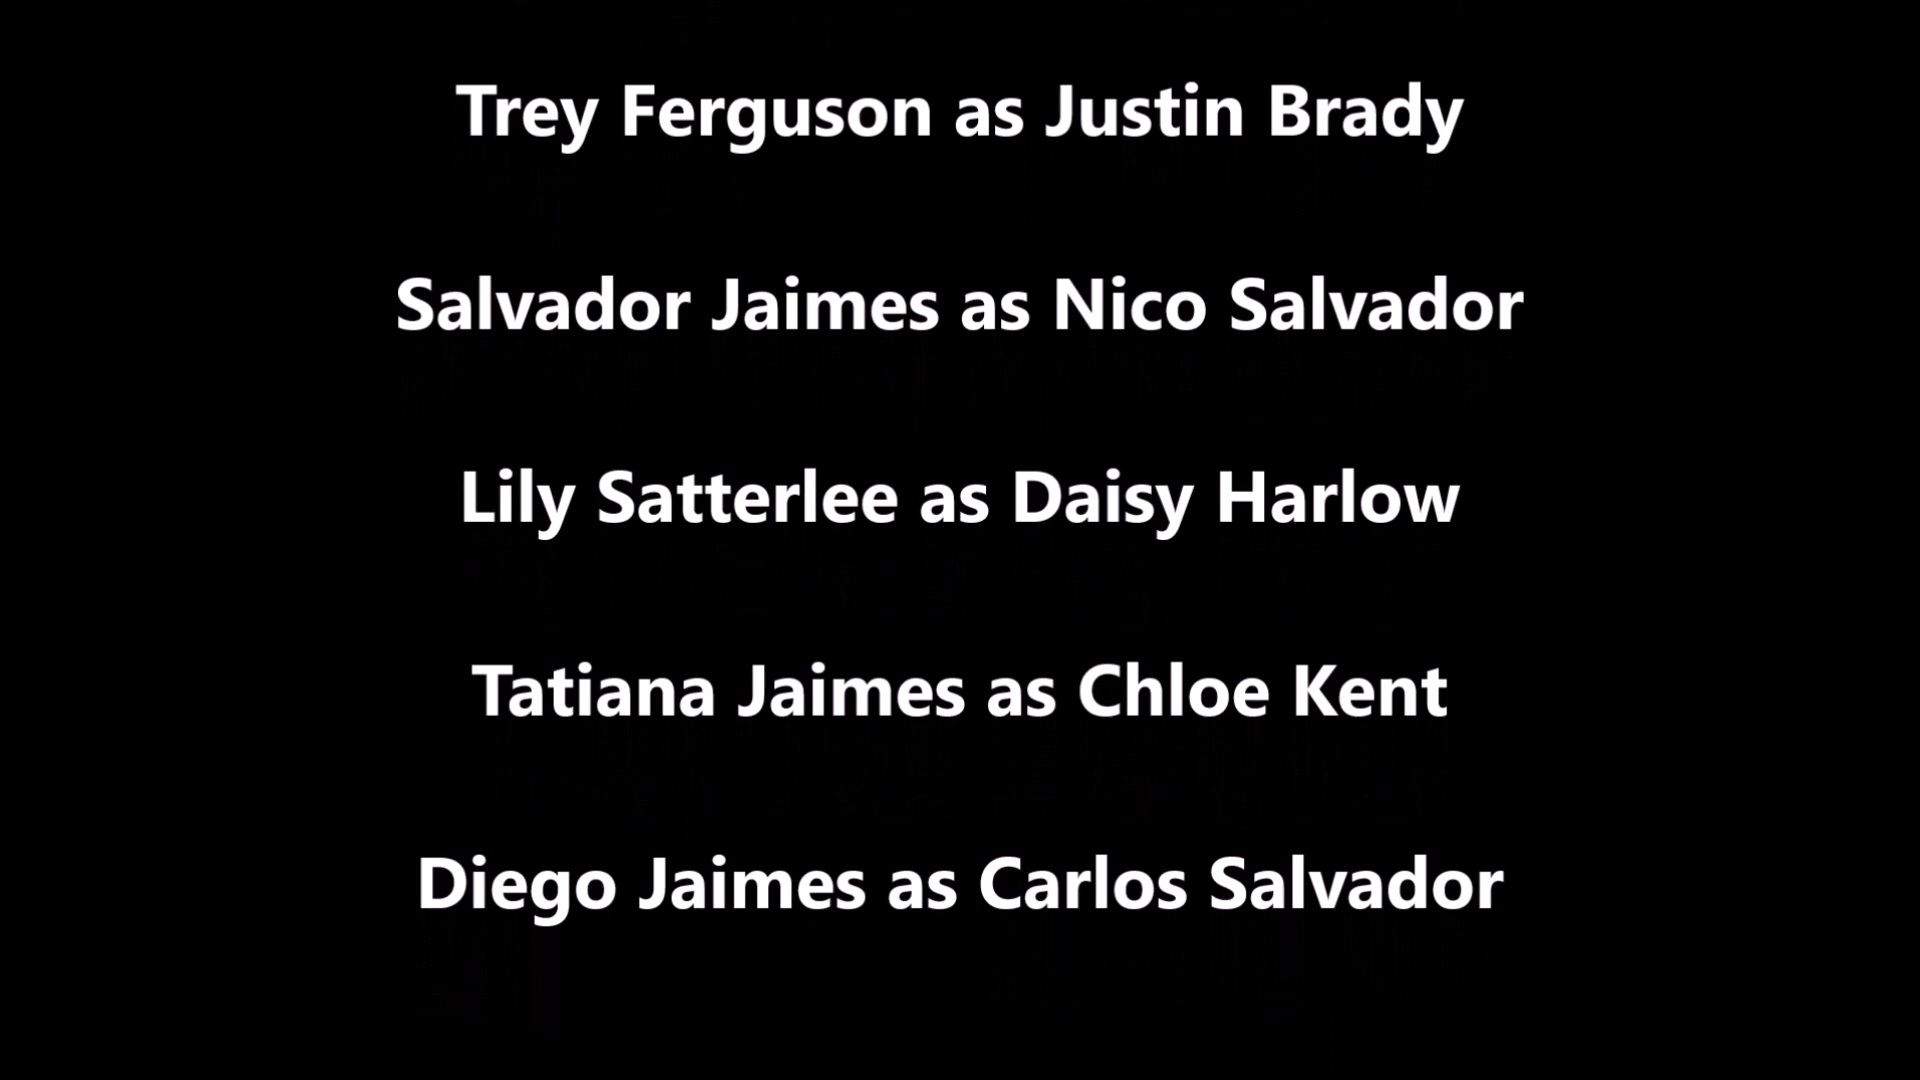 Trey Ferguson as Justin Brady
Salvador Jaimes as Nico Salvador
Lily Satterlee as Daisy Harlow
Tatiana Jaimes as Chloe Kent
Diego Jaimes as Carlos Salvador